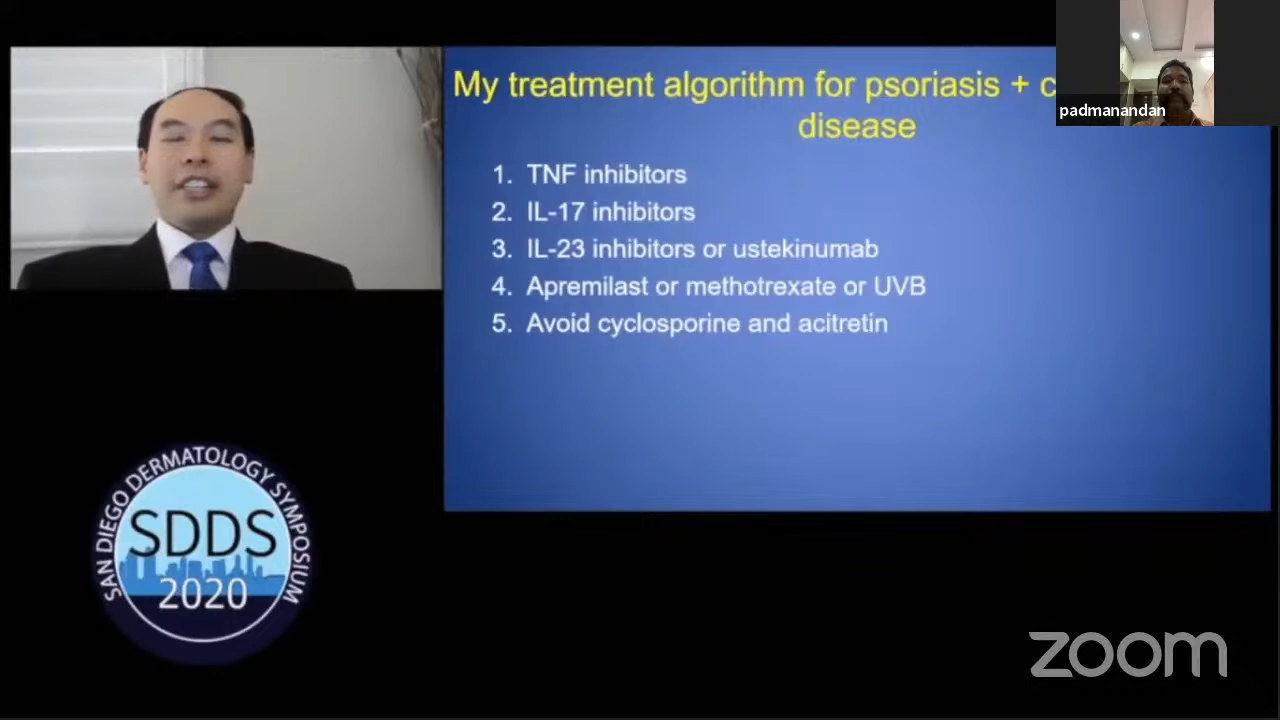 My treatment algorithm for psoriasis + c
disease
1. TNF inhibitors
2. IL-17 inhibitors
3. IL-23 inhibitors or ustekinumab
4. Apremilast or methotrexate or UVB
5. Avoid cyclosporine and acitretin
padmanandan
SAN DIEGO DERMATOLOGY SYMPOSIUM
SDDS
2020
zoom